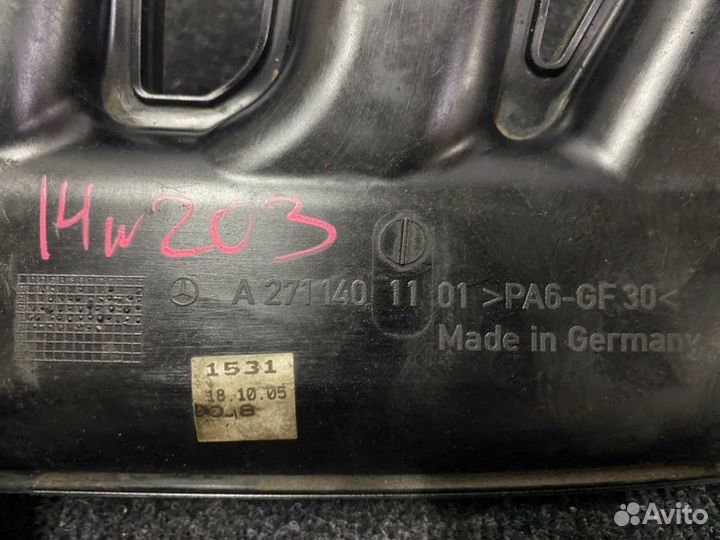 14w203
A 271 140 11 01 >PA6-GF 30<
Made in Germany
1531
18.10.05
Avito